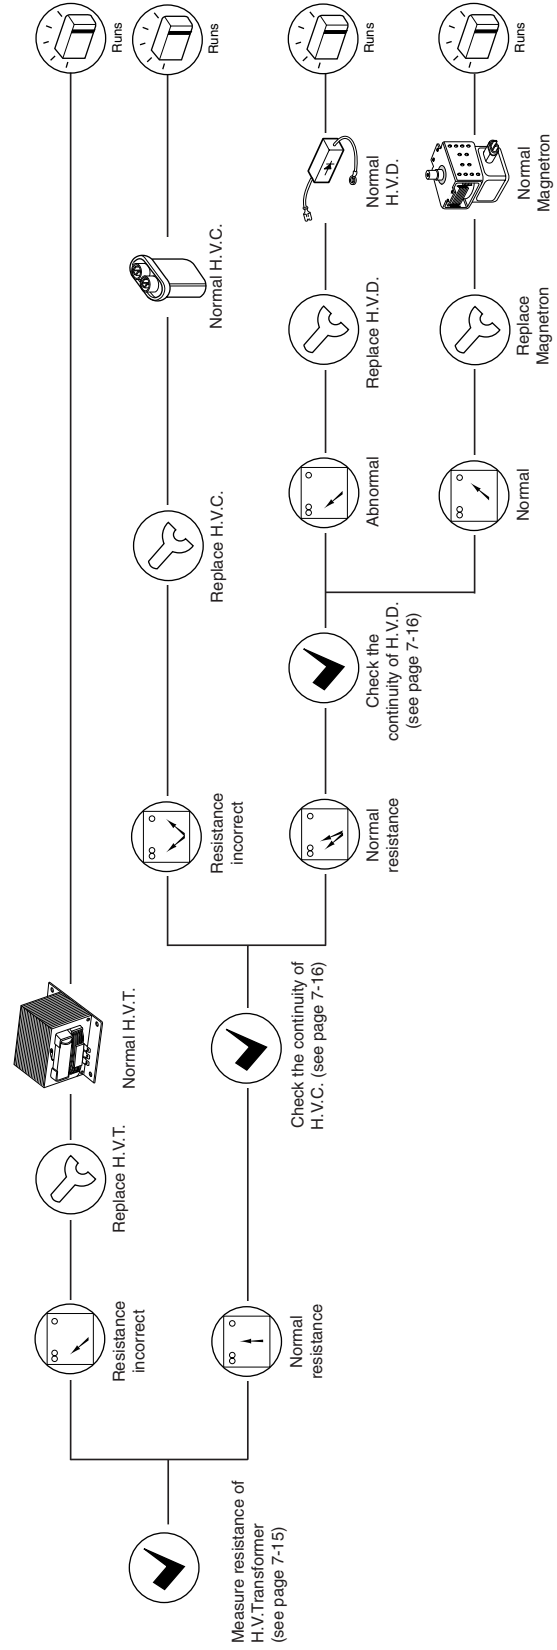 Measure resistance of
H.V.Transformer
(see page 7-15)
Resistance
incorrect
Replace H.V.T.
Normal H.V.T.
Runs
Normal
resistance
Check the continuity of
H.V.C. (see page 7-16)
Resistance
incorrect
Replace H.V.C.
Normal H.V.C.
Runs
Normal
resistance
Check the
continuity of H.V.D.
(see page 7-16)
Abnormal
Replace H.V.D.
Normal
H.V.D.
Runs
Normal
Replace
Magnetron
Normal
Magnetron
Runs